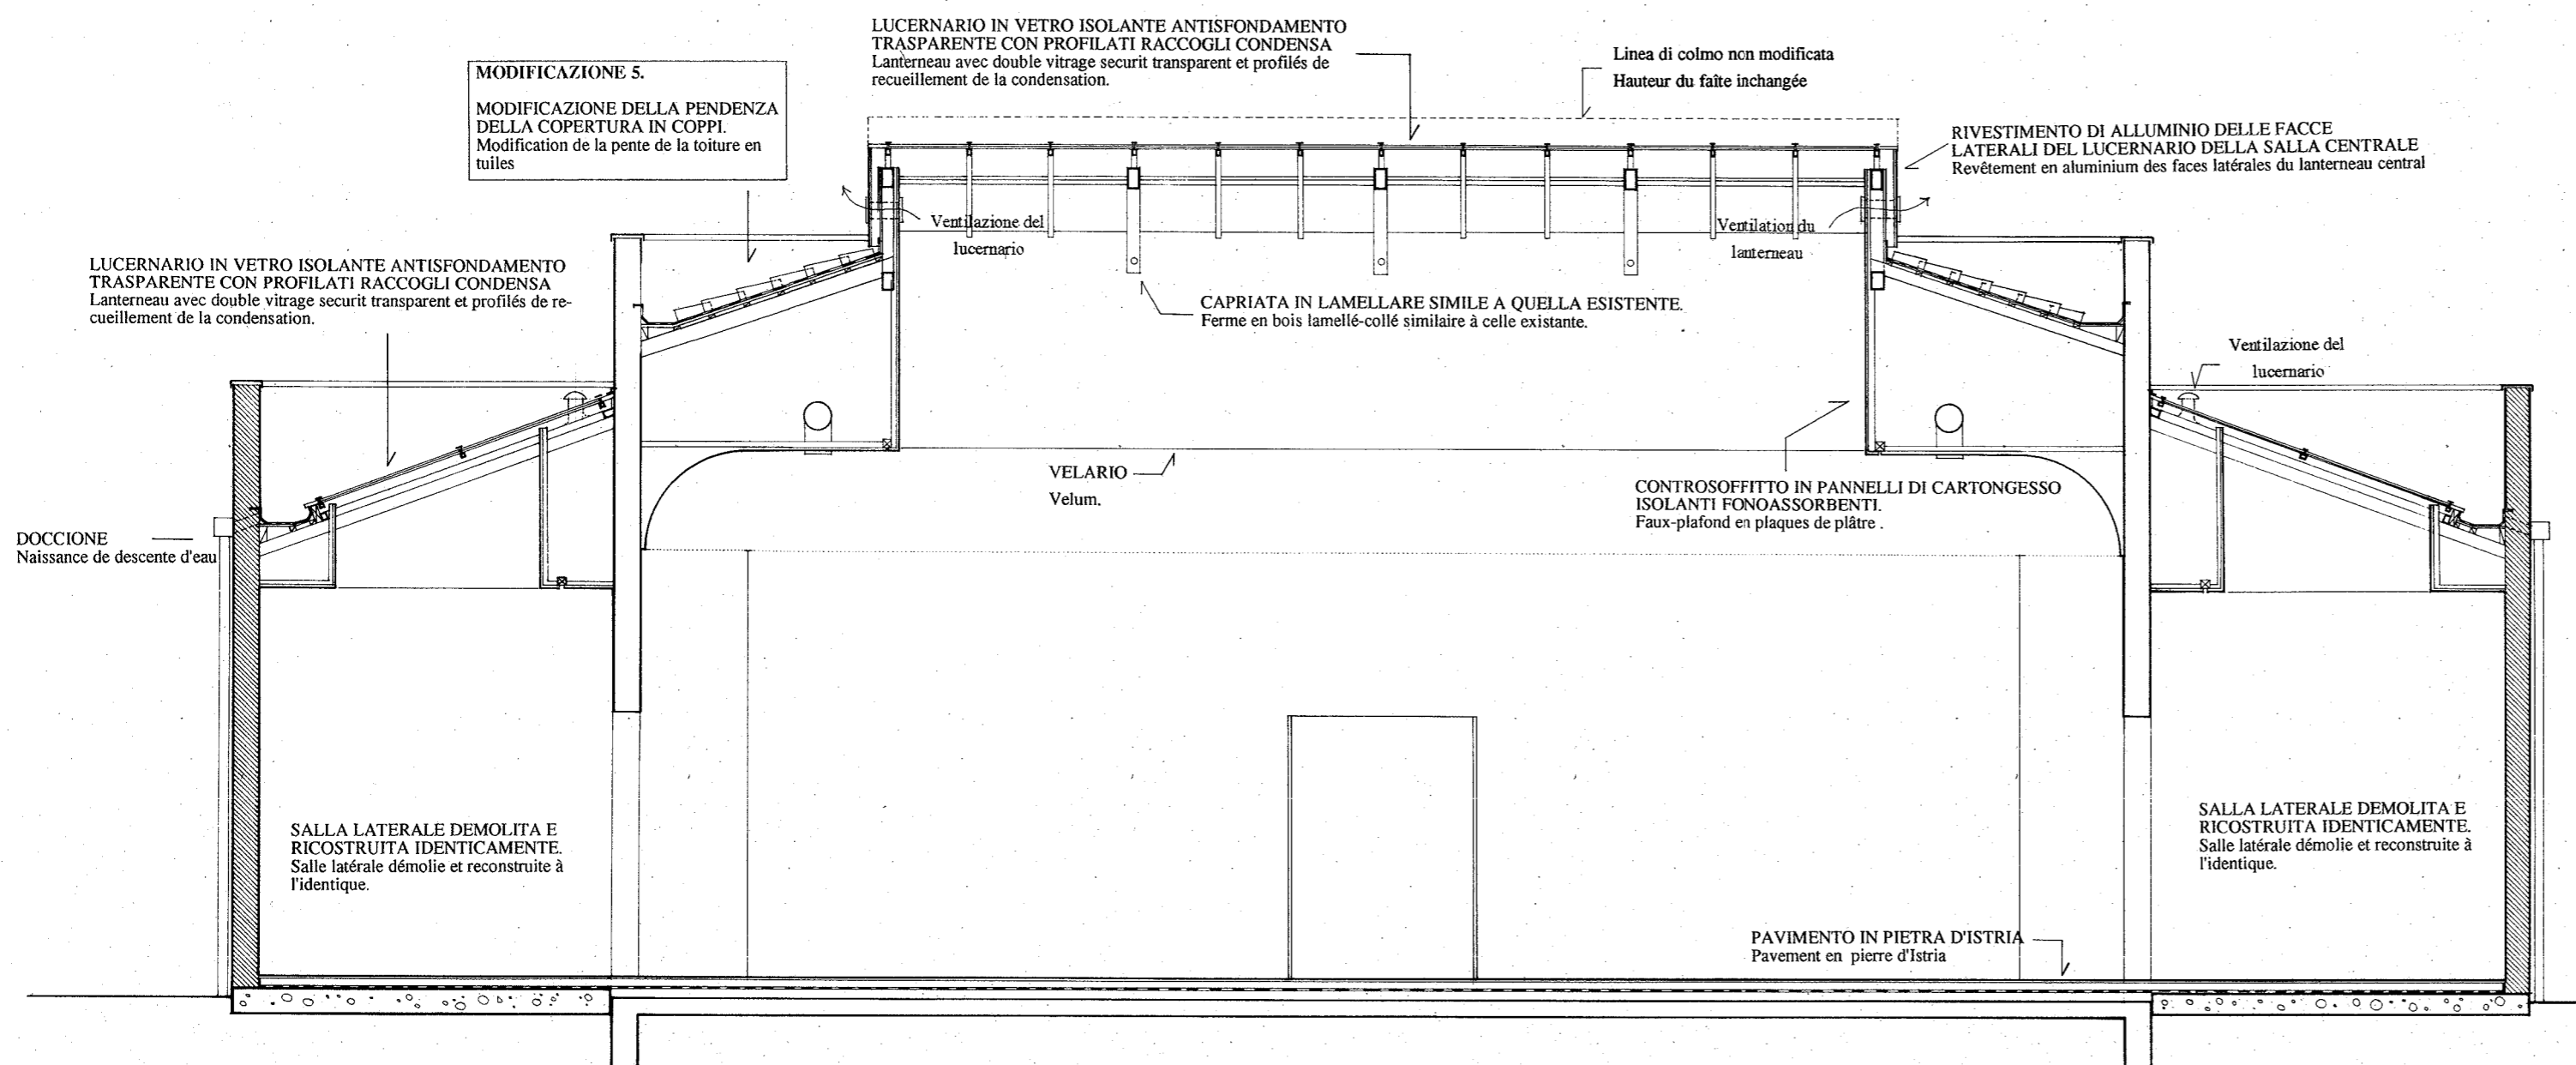 LUCERNARIO IN VETRO ISOLANTE ANTISFONDAMENTO
TRASPARENTE CON PROFILATI RACCOGLI CONDENSA
Lanterneau avec double vitrage securit transparent et profilés de
recueillement de la condensation.
Linea di colmo non modificata
Hauteur du faîte inchangée
MODIFICAZIONE 5.
MODIFICAZIONE DELLA PENDENZA
DELLA COPERTURA IN COPPI.
Modification de la pente de la toiture en
tuiles
RIVESTIMENTO DI ALLUMINIO DELLE FACCE
LATERALI DEL LUCERNARIO DELLA SALLA CENTRALE
Revêtement en aluminium des faces latérales du lanterneau central
Ventilazione del
lucernario
Ventilation du
lanterneau
LUCERNARIO IN VETRO ISOLANTE ANTISFONDAMENTO
TRASPARENTE CON PROFILATI RACCOGLI CONDENSA
Lanterneau avec double vitrage securit transparent et profilés de re-
cueillement de la condensation.
CAPRIATA IN LAMELLARE SIMILE A QUELLA ESISTENTE.
Ferme en bois lamellé-collé similaire à celle existante.
Ventilazione del
lucernario
VELARIO
Velum.
CONTROSOFFITTO IN PANNELLI DI CARTONGESSO
ISOLANTI FONOASSORBENTI.
Faux-plafond en plaques de plâtre .
DOCCIONE
Naissance de descente d'eau
SALLA LATERALE DEMOLITA E
RICOSTRUITA IDENTICAMENTE.
Salle latérale démolie et reconstruite à
l'identique.
SALLA LATERALE DEMOLITA E
RICOSTRUITA IDENTICAMENTE.
Salle latérale démolie et reconstruite à
l'identique.
PAVIMENTO IN PIETRA D'ISTRIA
Pavement en pierre d'Istria